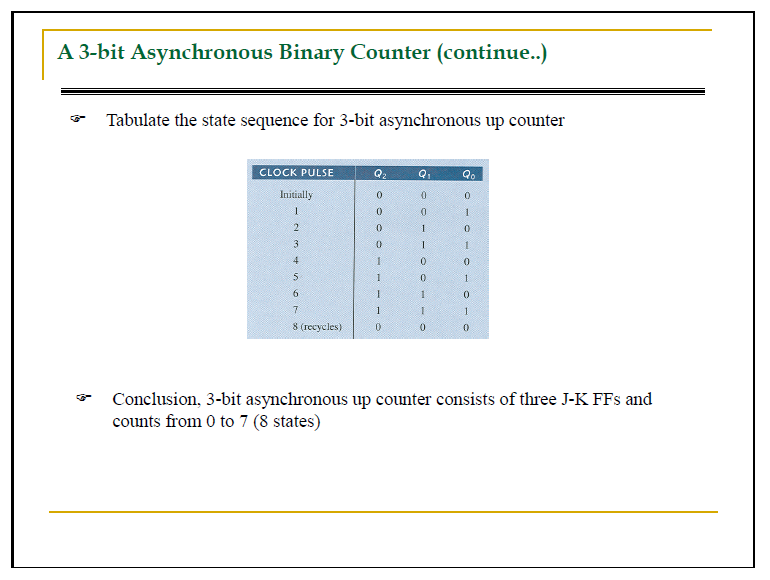 A 3-bit Asynchronous Binary Counter (continue..)
☞ Tabulate the state sequence for 3-bit asynchronous up counter
CLOCK PULSE Q₂ Q₁ Q₀
Initially 0 0 0
1 0 0 1
2 0 1 0
3 0 1 1
4 1 0 0
5 1 0 1
6 1 1 0
7 1 1 1
8 (recycles) 0 0 0
☞ Conclusion, 3-bit asynchronous up counter consists of three J-K FFs and
counts from 0 to 7 (8 states)